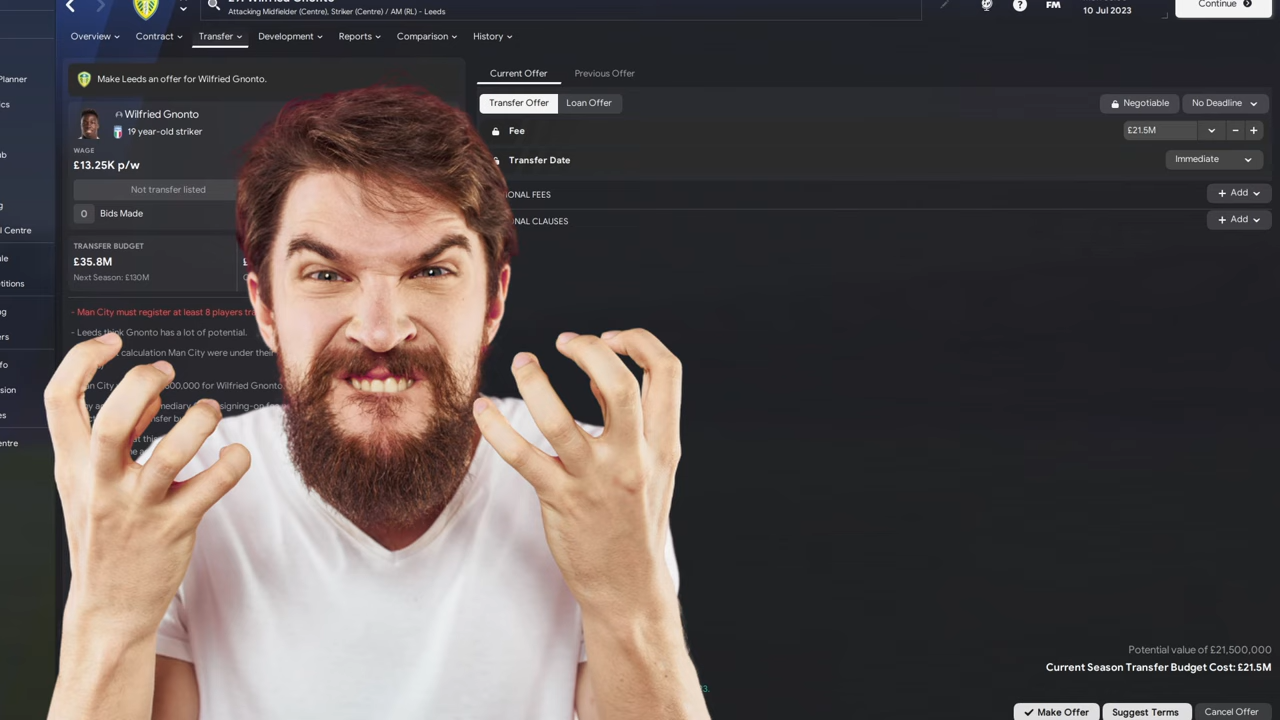 Attacking Midfielder (Centre), Striker (Centre) / AM (RL) - Leeds
FM
10 Jul 2023
Continue
Overview Contract Transfer Development Reports Comparison History
Make Leeds an offer for Wilfried Gnonto.
Current Offer Previous Offer
Transfer Offer Loan Offer
Negotiable No Deadline
Wilfried Gnonto
19 year-old striker
Fee
£21.5M
WAGE
£13.25K p/w
Transfer Date
Immediate
Not transfer listed
0 Bids Made
FEES
Add
Add
TRANSFER BUDGET
£35.8M
Next Season: £130M
- Man City must register at least 8 players
- Leeds think Gnonto has a lot of potential.
calculation Man City were under their
for Wilfried Gnonto
Potential value of £21,500,000
Current Season Transfer Budget Cost: £21.5M
Make Offer Suggest Terms Cancel Offer